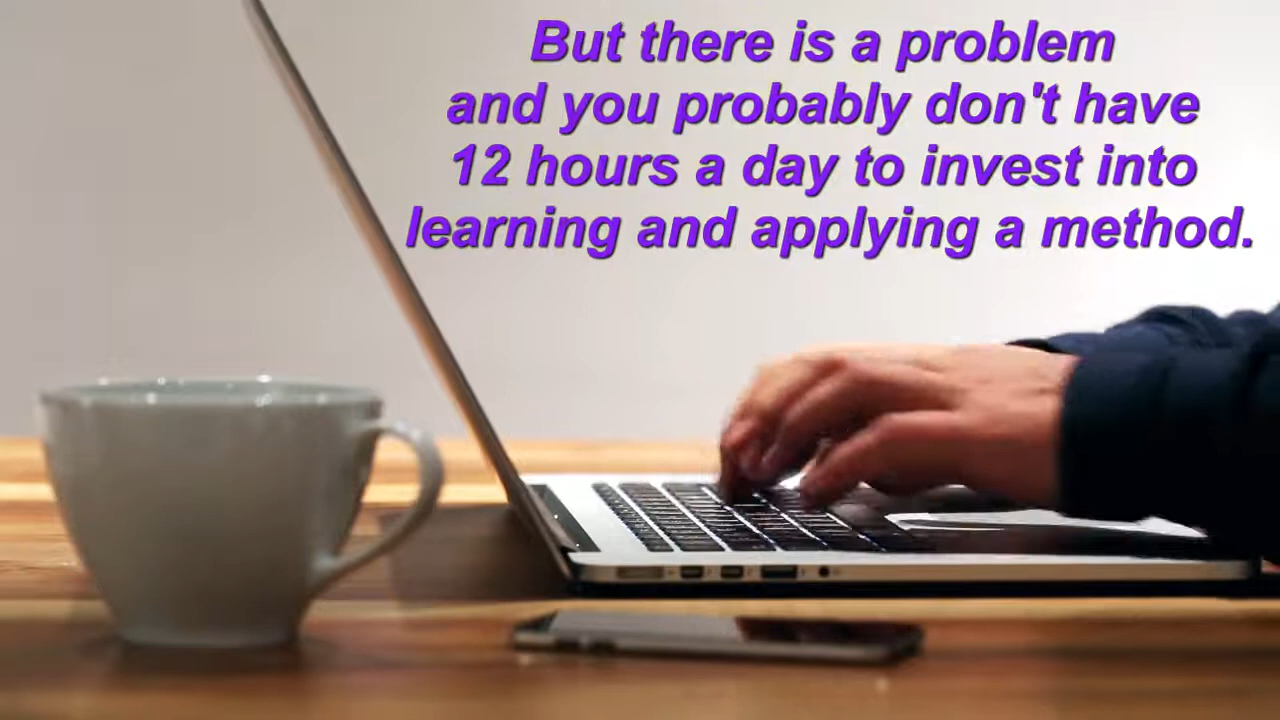 But there is a problem
and you probably don't have
12 hours a day to invest into
learning and applying a method.